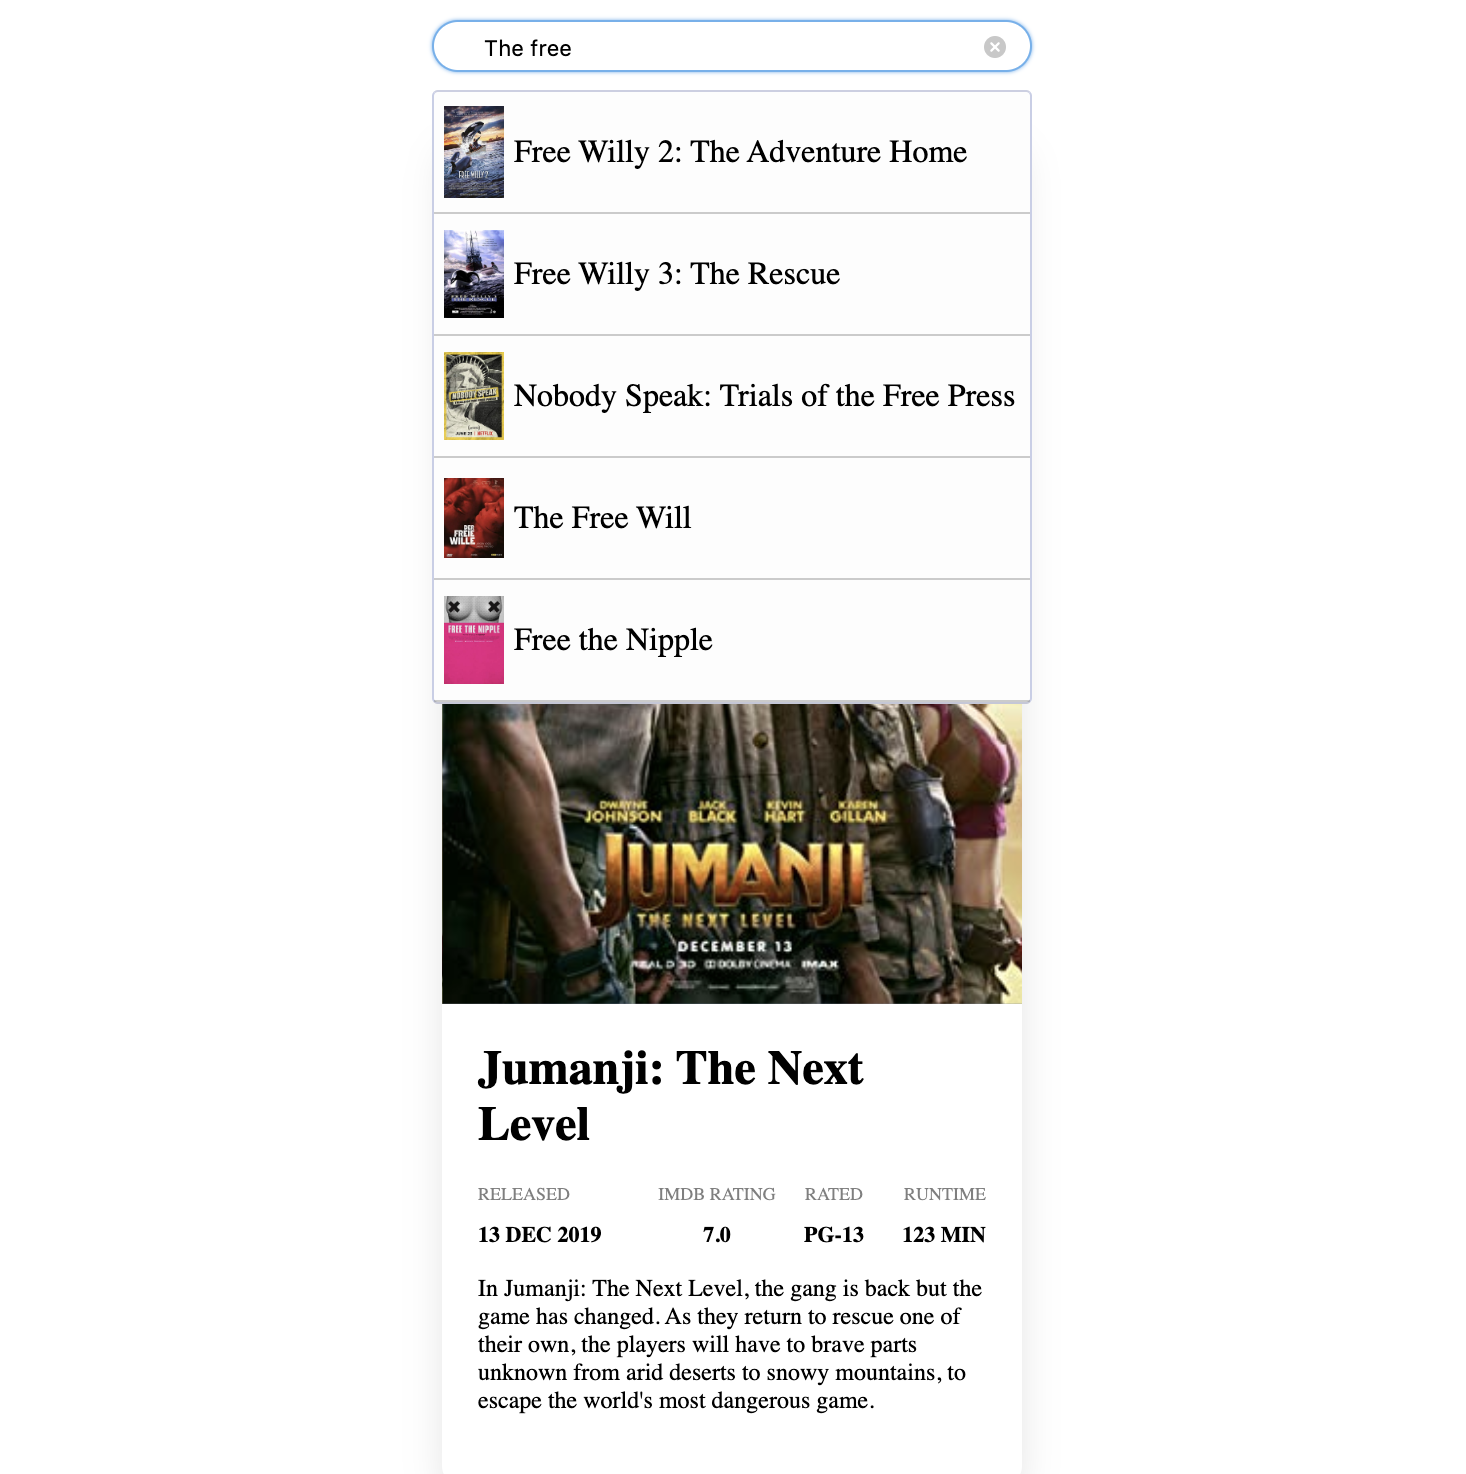 The free
FREE WILLY 2
Free Willy 2: The Adventure Home
Free Willy 3: The Rescue
NOBODY SPEAK
Nobody Speak: Trials of the Free Press
DER
FREIE
WILLE
The Free Will
FREE THE NIPPLE
Free the Nipple
DWAYNE JOHNSON JACK BLACK KEVIN HART KAREN GILLAN
JUMANJI
THE NEXT LEVEL
DECEMBER 13
REAL D 3D DOLBY CINEMA IMAX
Jumanji: The Next
Level
RELEASED IMDB RATING RATED RUNTIME
13 DEC 2019 7.0 PG-13 123 MIN
In Jumanji: The Next Level, the gang is back but the
game has changed. As they return to rescue one of
their own, the players will have to brave parts
unknown from arid deserts to snowy mountains, to
escape the world's most dangerous game.